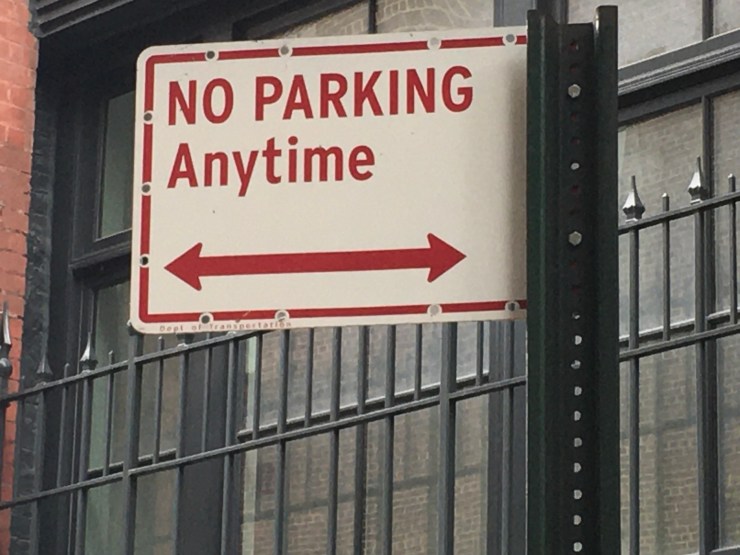 NO PARKING
Anytime
Dept of Transportation